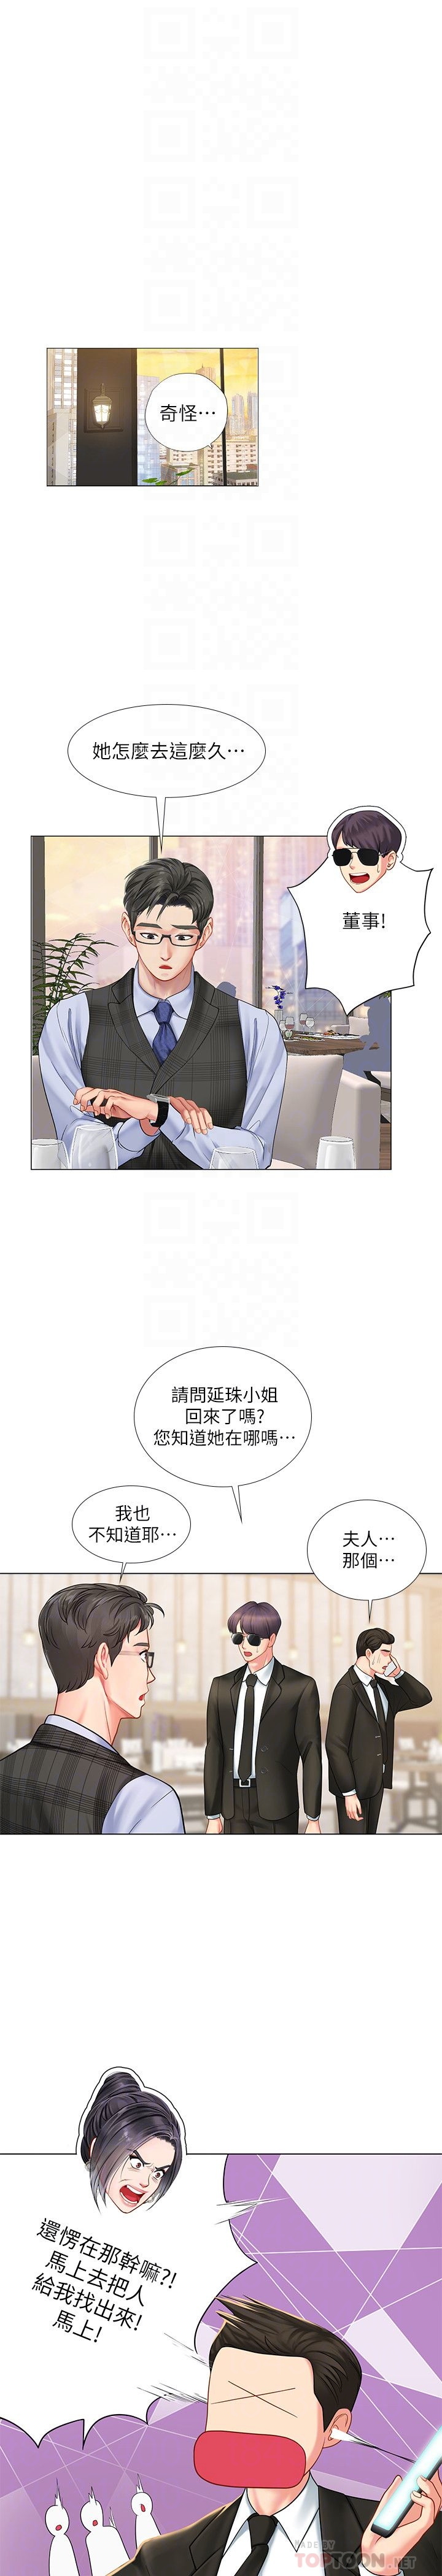 奇怪…
她怎麼去這麼久…
董事!
請問延珠小姐
回來了嗎?
您知道她在哪嗎…
我也
不知道耶…
夫人…
那個…
還愣在那幹嘛?!
馬上去把人
給我找出來!
馬上!
MADE BY
TOPTOON.NET